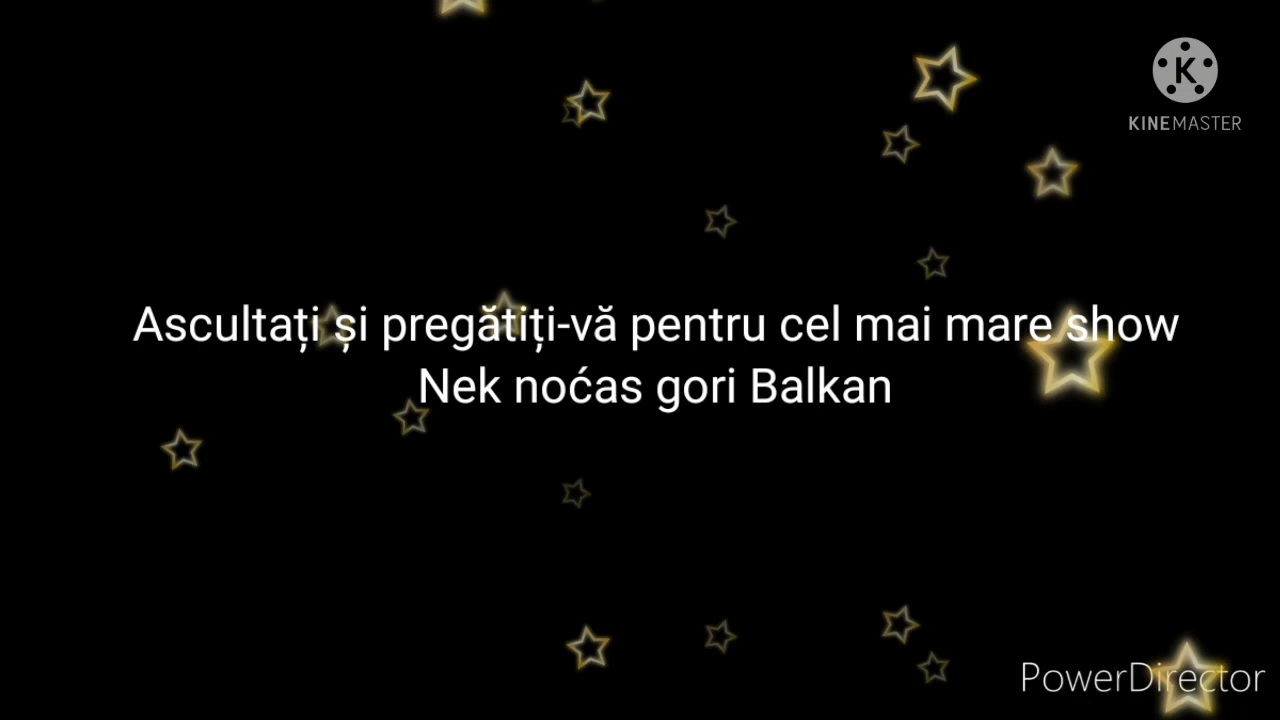 KINEMASTER
Ascultați și pregătiți-vă pentru cel mai mare show
Nek noćas gori Balkan
PowerDirector